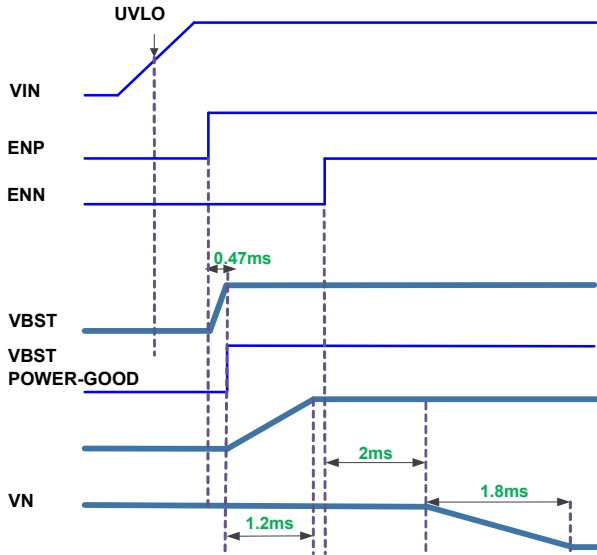 UVLO
VIN
ENP
ENN
0.47ms
VBST
VBST
POWER-GOOD
2ms
1.8ms
VN
1.2ms